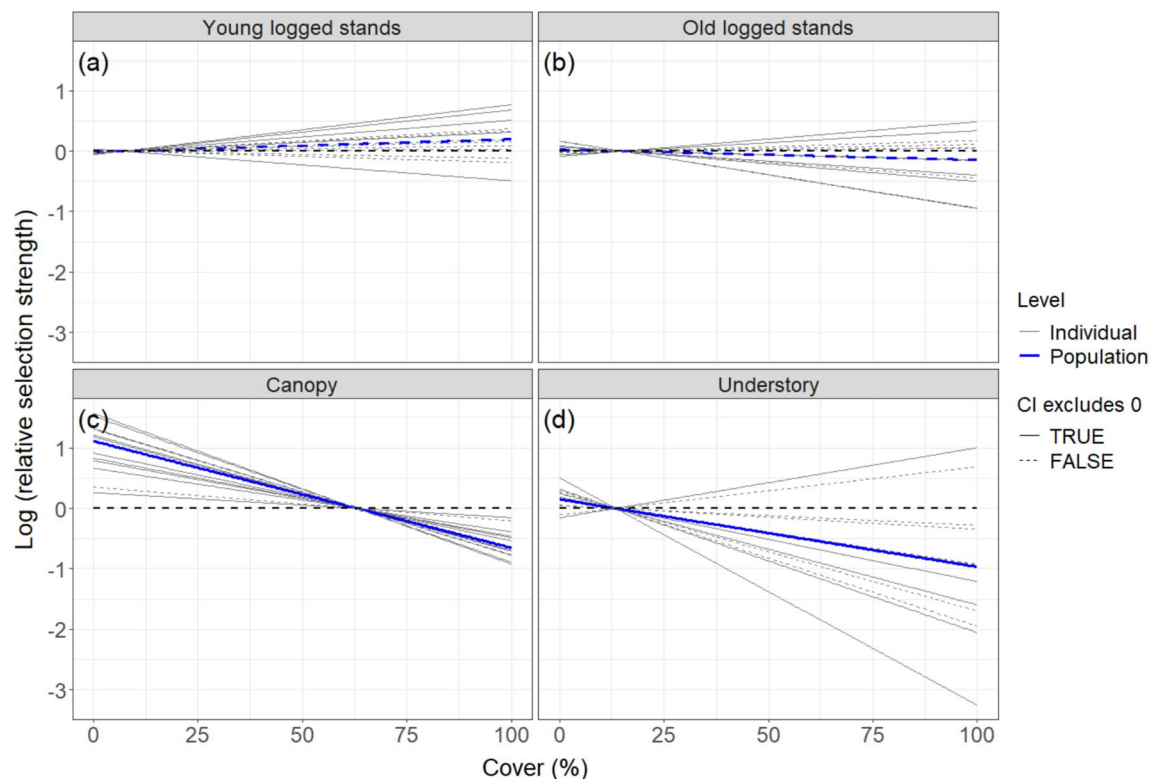 Young logged stands
Old logged stands
(a)
(b)
1
0
-1
-2
-3
Canopy
Understory
(c)
(d)
1
0
-1
-2
-3
0 25 50 75 100
0 25 50 75 100
Cover (%)
Log (relative selection strength)
Level
Individual
Population
CI excludes 0
TRUE
FALSE